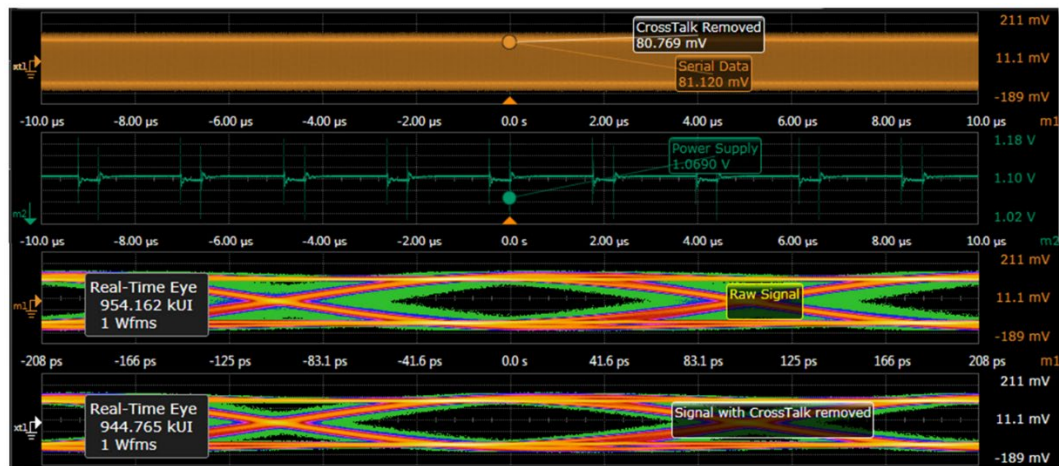 211 mV
CrossTalk Removed
80.769 mV
xt1
11.1 mV
Serial Data
81.120 mV
-189 mV
-10.0 µs -8.00 µs -6.00 µs -4.00 µs -2.00 µs 0.0 s 2.00 µs 4.00 µs 6.00 µs 8.00 µs 10.0 µs m1
1.18 V
Power Supply
1.0690 V
1.10 V
m2
1.02 V
-10.0 µs -8.00 µs -6.00 µs -4.00 µs -2.00 µs 0.0 s 2.00 µs 4.00 µs 6.00 µs 8.00 µs 10.0 µs m2
211 mV
Real-Time Eye
954.162 kUI
1 Wfms
m1
Raw Signal
11.1 mV
-189 mV
-208 ps -166 ps -125 ps -83.1 ps -41.6 ps 0.0 s 41.6 ps 83.1 ps 125 ps 166 ps 208 ps m1
211 mV
Real-Time Eye
944.765 kUI
1 Wfms
xt1
Signal with CrossTalk removed
11.1 mV
-189 mV